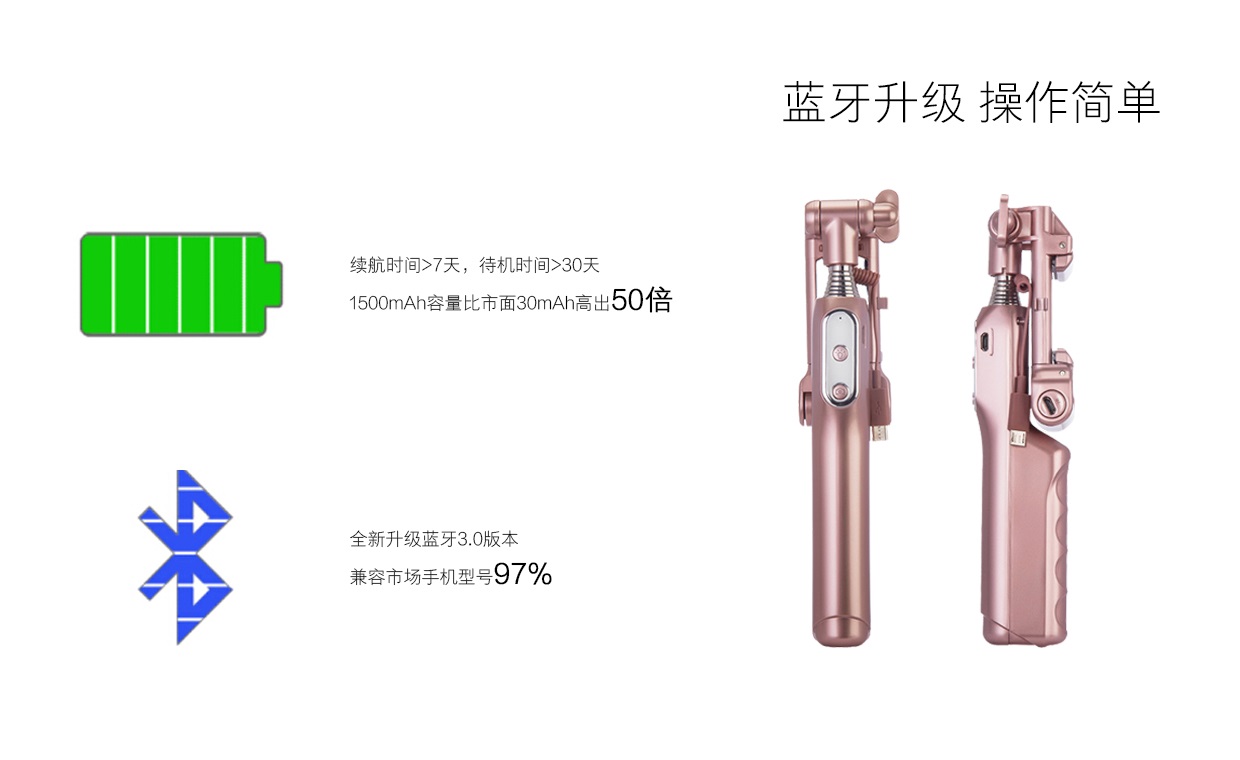 蓝牙升级 操作简单
续航时间>7天，待机时间>30天
1500mAh容量比市面30mAh高出50倍
全新升级蓝牙3.0版本
兼容市场手机型号97%